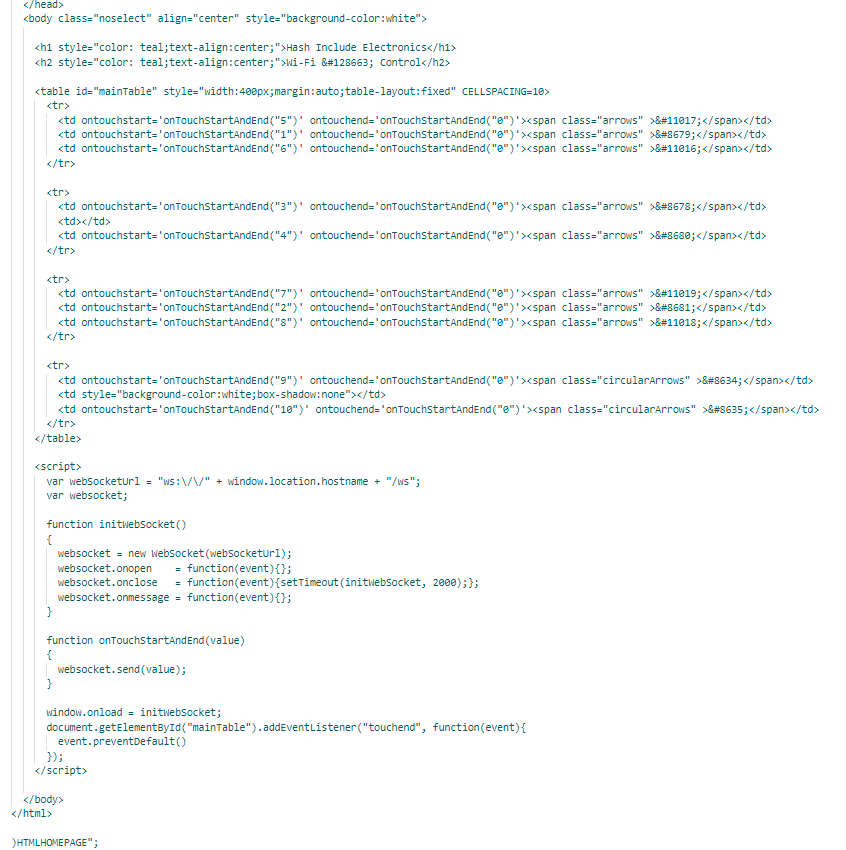 </head>
<body class="noselect" align="center" style="background-color:white">
<h1 style="color: teal;text-align:center;">Hash Include Electronics</h1>
<h2 style="color: teal;text-align:center;">Wi-Fi &#128663; Control</h2>
<table id="mainTable" style="width:400px;margin:auto;table-layout:fixed" CELLSPACING=10>
<tr>
<td ontouchstart='onTouchStartAndEnd("5")' ontouchend='onTouchStartAndEnd("0")'><span class="arrows" >&#11017;</span></td>
<td ontouchstart='onTouchStartAndEnd("1")' ontouchend='onTouchStartAndEnd("0")'><span class="arrows" >&#8679;</span></td>
<td ontouchstart='onTouchStartAndEnd("6")' ontouchend='onTouchStartAndEnd("0")'><span class="arrows" >&#11016;</span></td>
</tr>
<tr>
<td ontouchstart='onTouchStartAndEnd("3")' ontouchend='onTouchStartAndEnd("0")'><span class="arrows" >&#8678;</span></td>
<td></td>
<td ontouchstart='onTouchStartAndEnd("4")' ontouchend='onTouchStartAndEnd("0")'><span class="arrows" >&#8680;</span></td>
</tr>
<tr>
<td ontouchstart='onTouchStartAndEnd("7")' ontouchend='onTouchStartAndEnd("0")'><span class="arrows" >&#11019;</span></td>
<td ontouchstart='onTouchStartAndEnd("2")' ontouchend='onTouchStartAndEnd("0")'><span class="arrows" >&#8681;</span></td>
<td ontouchstart='onTouchStartAndEnd("8")' ontouchend='onTouchStartAndEnd("0")'><span class="arrows" >&#11018;</span></td>
</tr>
<tr>
<td ontouchstart='onTouchStartAndEnd("9")' ontouchend='onTouchStartAndEnd("0")'><span class="circularArrows" >&#8634;</span></td>
<td style="background-color:white;box-shadow:none"></td>
<td ontouchstart='onTouchStartAndEnd("10")' ontouchend='onTouchStartAndEnd("0")'><span class="circularArrows" >&#8635;</span></td>
</tr>
</table>
<script>
var webSocketUrl = "ws:\/\/" + window.location.hostname + "/ws";
var websocket;
function initWebSocket()
{
websocket = new WebSocket(webSocketUrl);
websocket.onopen    = function(event){};
websocket.onclose   = function(event){setTimeout(initWebSocket, 2000);};
websocket.onmessage = function(event){};
}
function onTouchStartAndEnd(value)
{
websocket.send(value);
}
window.onload = initWebSocket;
document.getElementById("mainTable").addEventListener("touchend", function(event){
event.preventDefault()
});
</script>
</body>
</html>
)HTMLHOMEPAGE";